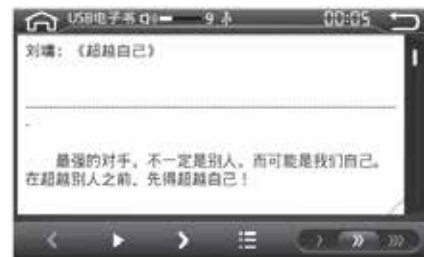 USB电子书 9 00:05
刘墉：《超越自己》
最强的对手，不一定是别人，而可能是我们自己。
在超越别人之前，先得超越自己！